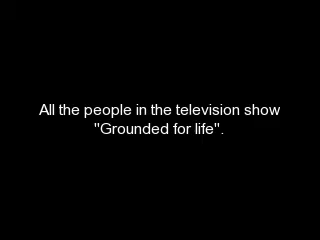 All the people in the television show
"Grounded for life".